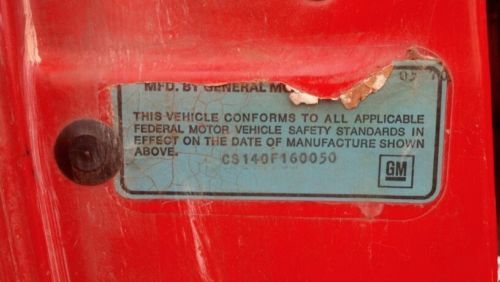 MFD. BY GENERAL MO
THIS VEHICLE CONFORMS TO ALL APPLICABLE
FEDERAL MOTOR VEHICLE SAFETY STANDARDS IN
EFFECT ON THE DATE OF MANUFACTURE SHOWN
ABOVE.
CS140F160050
GM